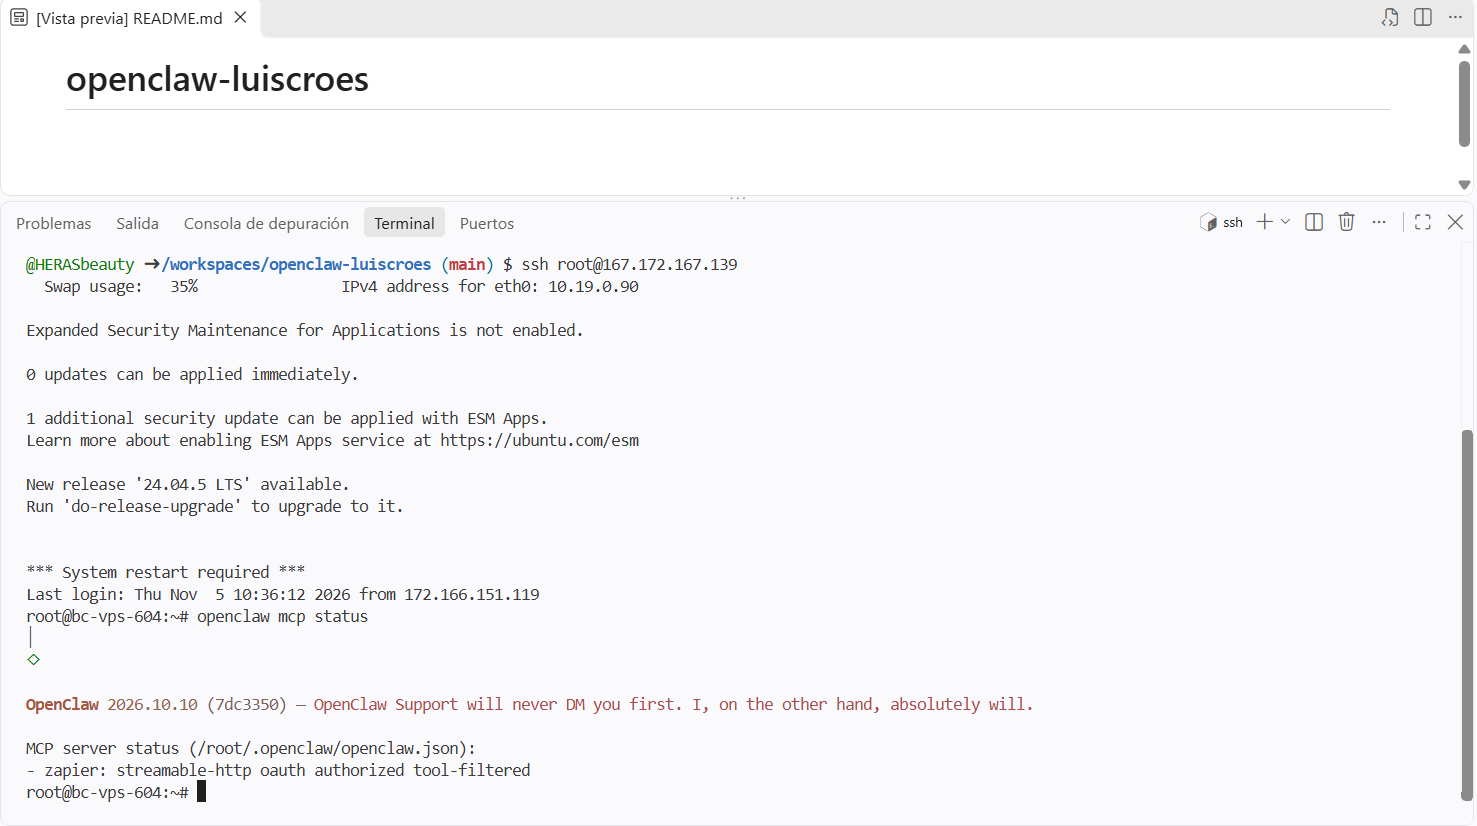 [Vista previa] README.md
openclaw-luiscroes
Problemas Salida Consola de depuración Terminal Puertos ssh
@HERASbeauty ➜/workspaces/openclaw-luiscroes (main) $ ssh root@167.172.167.139
Swap usage: 35% IPv4 address for eth0: 10.19.0.90
Expanded Security Maintenance for Applications is not enabled.
0 updates can be applied immediately.
1 additional security update can be applied with ESM Apps.
Learn more about enabling ESM Apps service at https://ubuntu.com/esm
New release '24.04.5 LTS' available.
Run 'do-release-upgrade' to upgrade to it.
*** System restart required ***
Last login: Thu Nov  5 10:36:12 2026 from 172.166.151.119
root@bc-vps-604:~# openclaw mcp status
OpenClaw 2026.10.10 (7dc3350) — OpenClaw Support will never DM you first. I, on the other hand, absolutely will.
MCP server status (/root/.openclaw/openclaw.json):
- zapier: streamable-http oauth authorized tool-filtered
root@bc-vps-604:~#